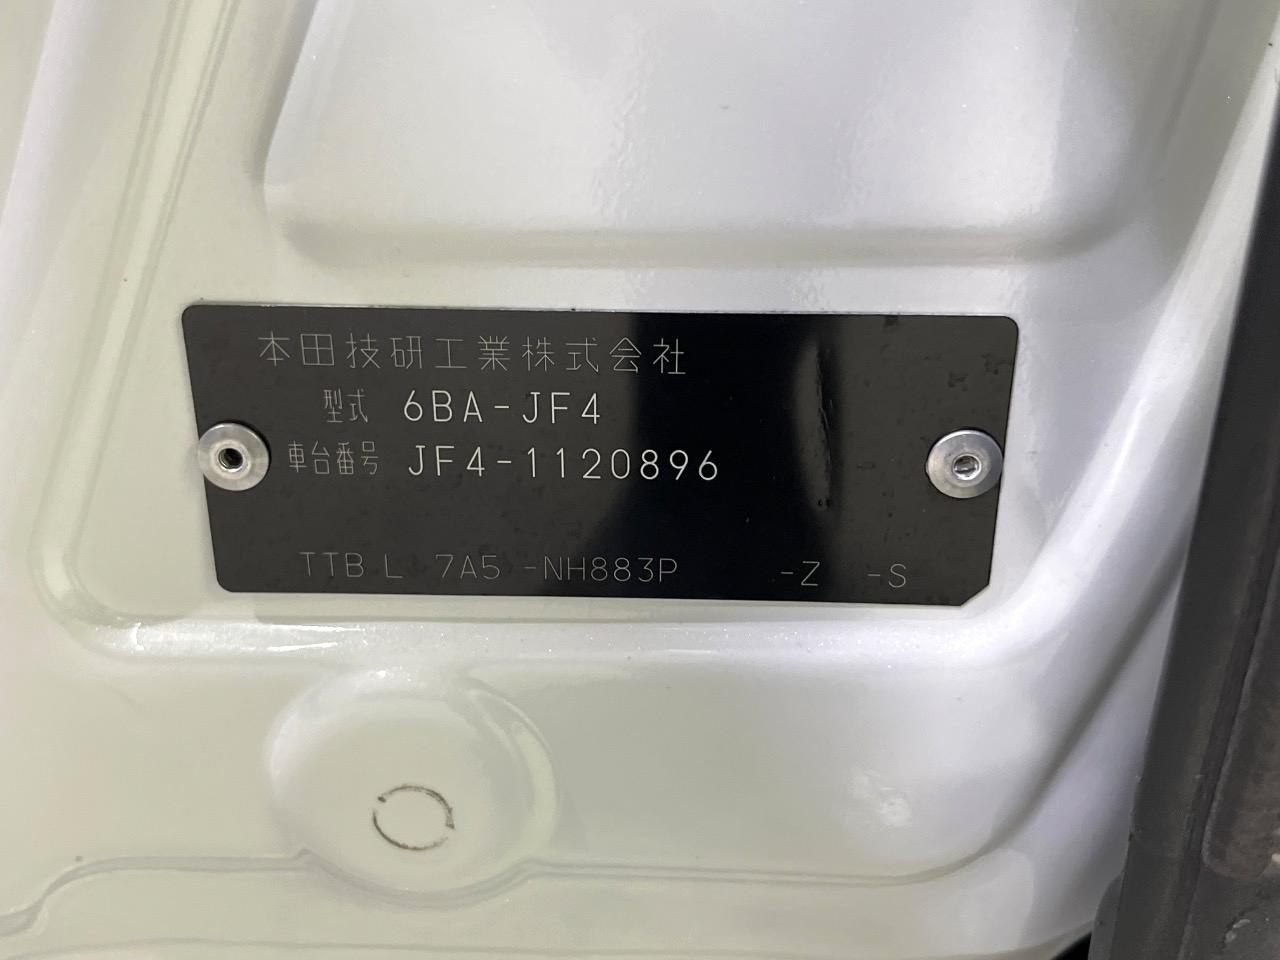 本田技研工業株式会社
型式 6BA-JF4
車台番号 JF4-1120896
TTB L 7A5 -NH883P -Z -S